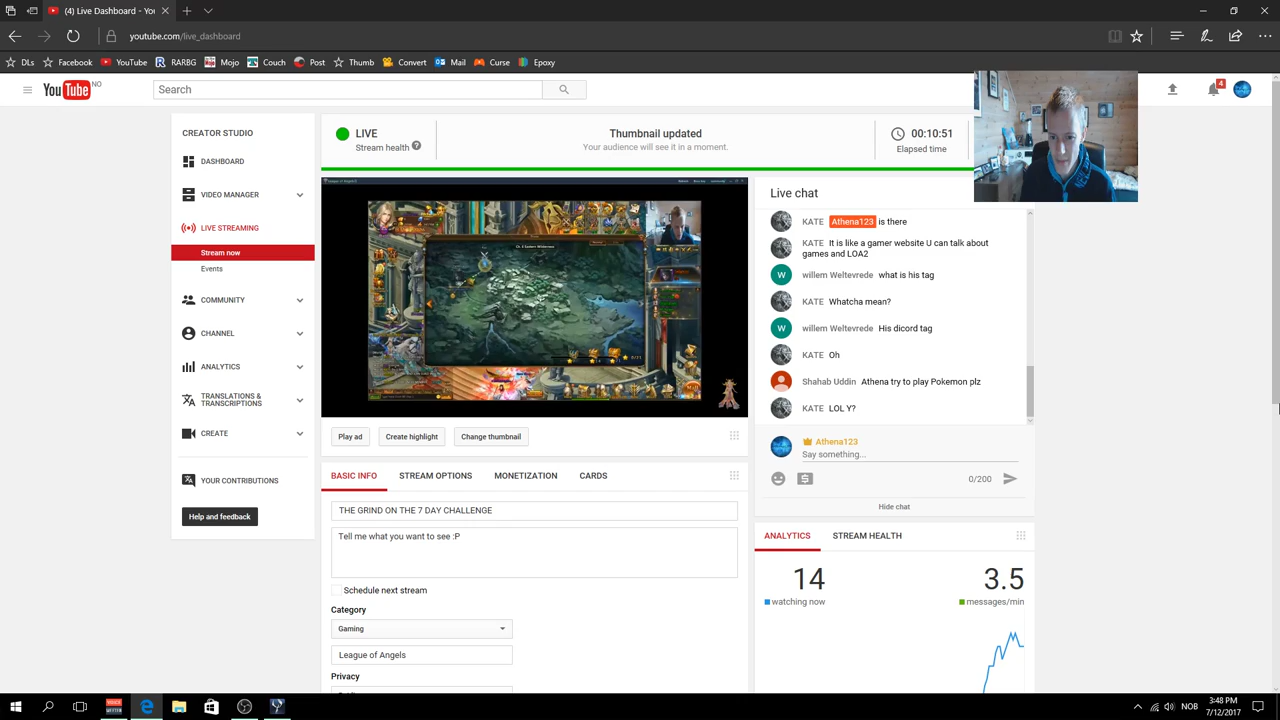 (4) Live Dashboard - Yo
youtube.com/live_dashboard
DLs
Facebook
YouTube
RARBG
Mojo
Couch
Post
Thumb
Convert
Mail
Curse
Epoxy
YouTube NO
Search
4
CREATOR STUDIO
DASHBOARD
VIDEO MANAGER
LIVE STREAMING
Stream now
Events
COMMUNITY
CHANNEL
ANALYTICS
TRANSLATIONS &
TRANSCRIPTIONS
CREATE
YOUR CONTRIBUTIONS
Help and feedback
LIVE
Stream health ?
Thumbnail updated
Your audience will see it in a moment.
00:10:51
Elapsed time
Play ad
Create highlight
Change thumbnail
BASIC INFO
STREAM OPTIONS
MONETIZATION
CARDS
THE GRIND ON THE 7 DAY CHALLENGE
Tell me what you want to see :P
Schedule next stream
Category
Gaming
League of Angels
Privacy
Live chat
KATE Athena123 is there
KATE It is like a gamer website U can talk about
games and LOA2
W willem Weltevrede what is his tag
KATE Whatcha mean?
W willem Weltevrede His dicord tag
KATE Oh
Shahab Uddin Athena try to play Pokemon plz
KATE LOL Y?
Athena123
Say something...
0/200
Hide chat
ANALYTICS
STREAM HEALTH
14
watching now
3.5
messages/min
NOB
3:48 PM
7/12/2017